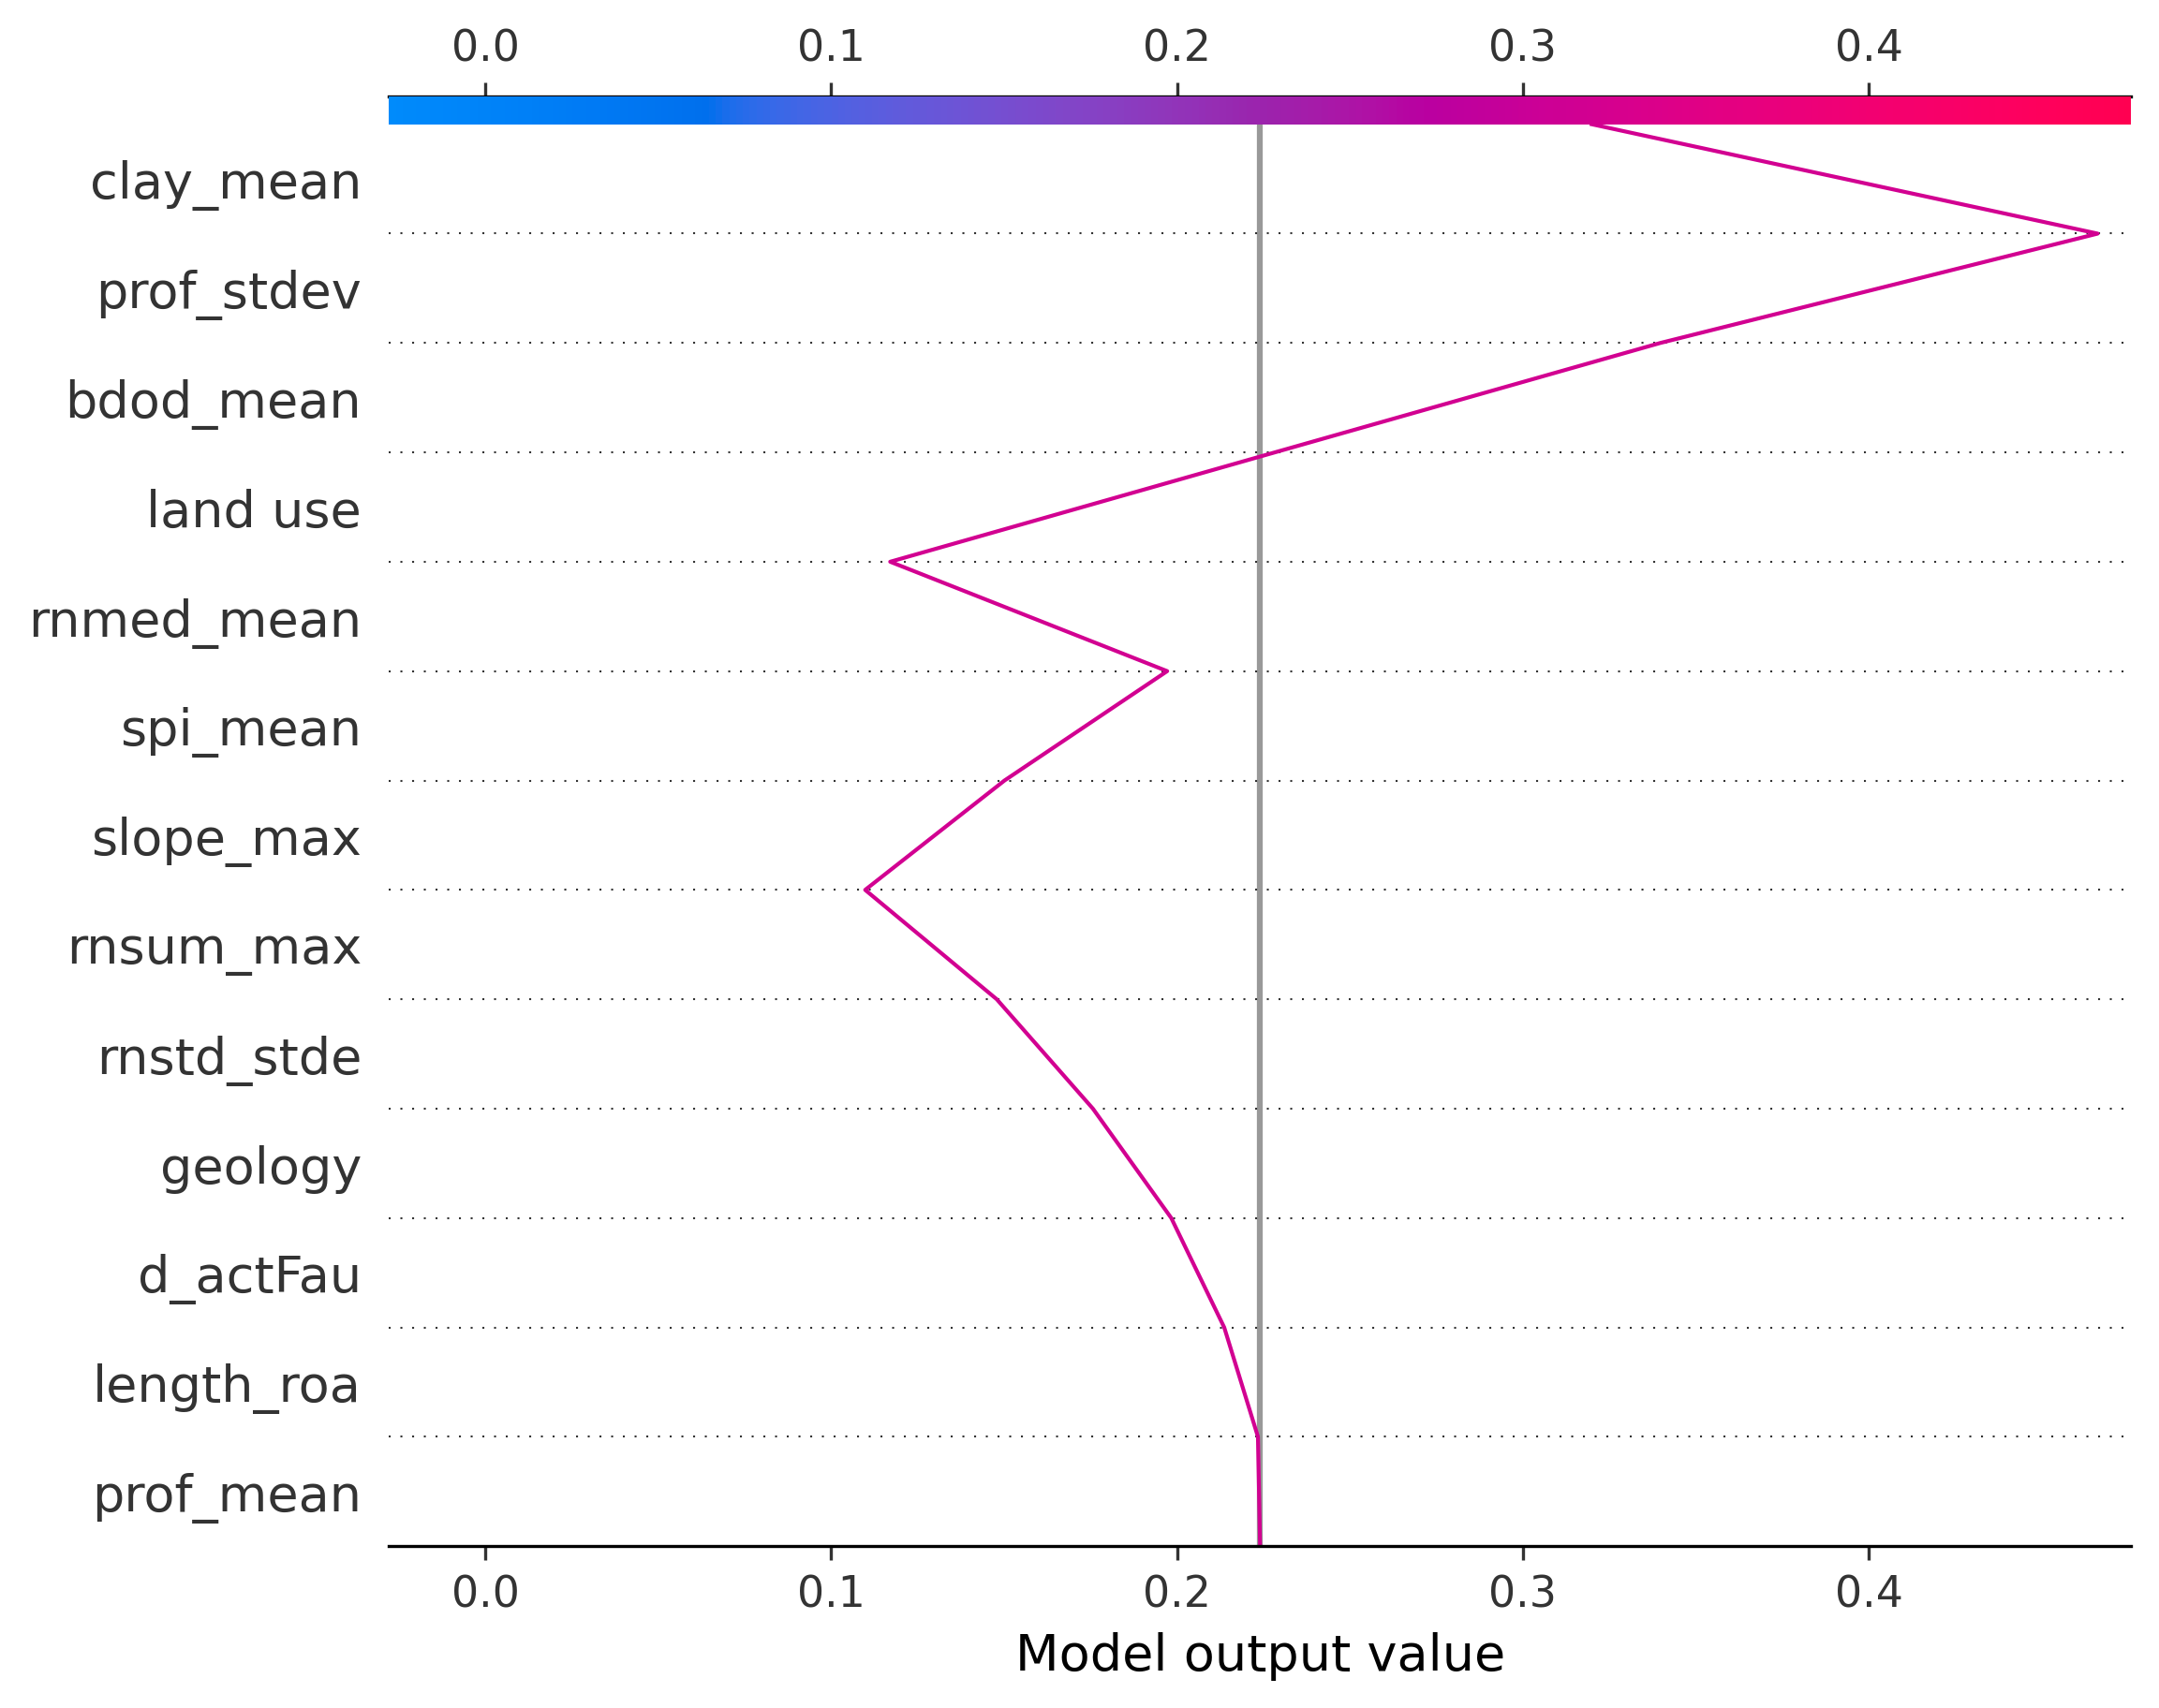 0.0 0.1 0.2 0.3 0.4
clay_mean
prof_stdev
bdod_mean
land use
rnmed_mean
spi_mean
slope_max
rnsum_max
rnstd_stde
geology
d_actFau
length_roa
prof_mean
0.0 0.1 0.2 0.3 0.4
Model output value